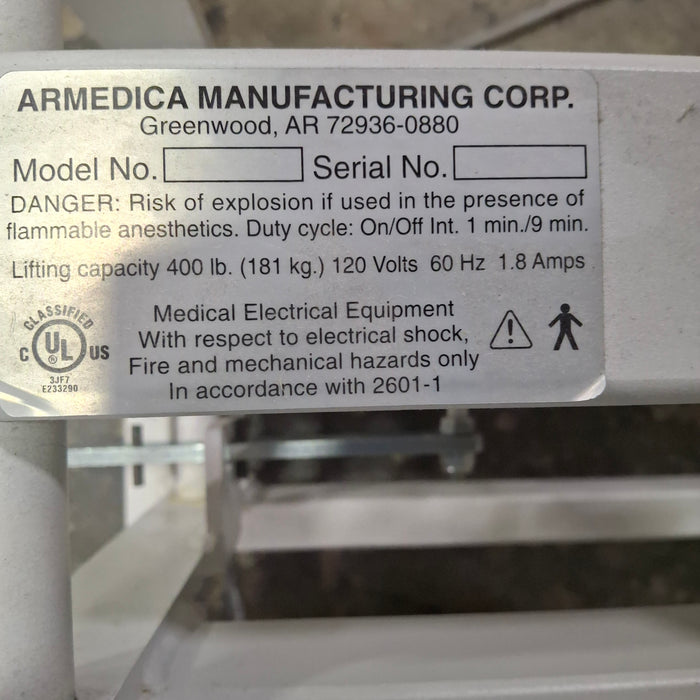 ARMEDICA MANUFACTURING CORP.
Greenwood, AR 72936-0880
Model No. Serial No.
DANGER: Risk of explosion if used in the presence of
flammable anesthetics. Duty cycle: On/Off Int. 1 min./9 min.
Lifting capacity 400 lb. (181 kg.) 120 Volts 60 Hz 1.8 Amps
CLASSIFIED
C UL ® US
3JF7
E233290
Medical Electrical Equipment
With respect to electrical shock,
Fire and mechanical hazards only
In accordance with 2601-1